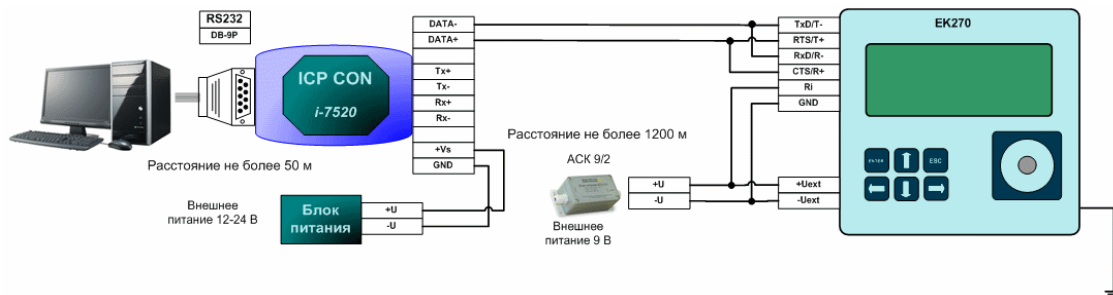 RS232
DB-9P
ICP CON
i-7520
DATA-
DATA+
Tx+
Tx-
Rx+
Rx-
+Vs
GND
Расстояние не более 50 м
Внешнее
питание 12-24 В
Блок
питания
+U
-U
Расстояние не более 1200 м
АСК 9/2
Внешнее
питание 9 В
+U
-U
TxD/T-
RTS/T+
RxD/R-
CTS/R+
Ri
GND
+Uext
-Uext
EK270
ENTER
ESC